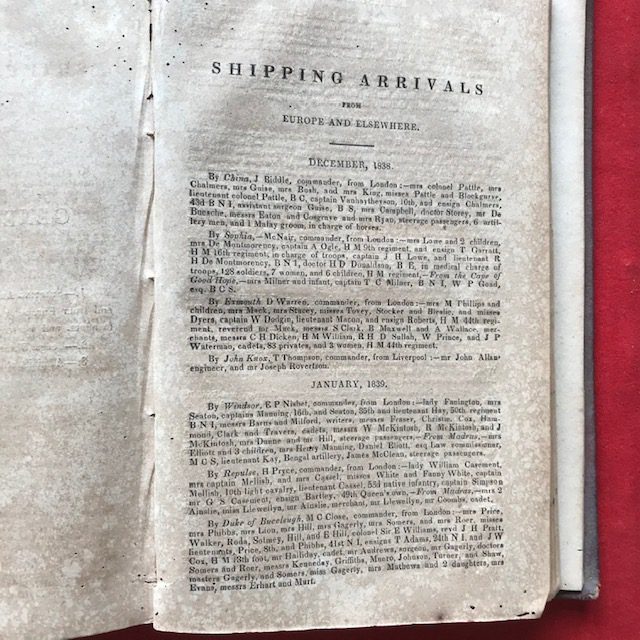 SHIPPING ARRIVALS
FROM
EUROPE AND ELSEWHERE.
DECEMBER, 1838.
By China, J Biddle, commander, from London :—mrs colonel Pattle, mrs
Chalmers, mrs Guise, mrs Bush, and mrs King, misses Pattle and Blockgurve,
lieutenant colonel Pattle, B C, captain Vanhaytheyson, 10th, and ensign Chalmers,
43d B N I, assistant surgeon Guise, B S, mrs Campbell, doctor Storey, mr De
Bucsche, messrs Eaton and Cosgrave and mrs Ryan, steerage passengers, 6 artil-
lery men, and 1 Malay groom, in charge of horses.
By Sophia, —McNair, commander, from London :—mrs Lowe and 2 children,
mrs De Montmorency, captain A Ogle, H M 9th regiment, and ensign T Garratt,
H M 16th regiment, in charge of troops, captain J H Lowe, and lieutenant R
H De Montmorency, B N I, doctor H D Donaldson, B E, in medical charge of
troops, 128 soldiers, 7 women, and 6 children, H M regiment,—From the Cape of
Good Hope,—mrs Milner and infant, captain T C Milner, B N I, W P Goad,
esq. B C S.
By Exmouth D Warren, commander, from London :—mrs M Phillips and
children, mrs Mack, mrs Stacey, misses Tovey, Stocker and Bleslie, and misses
Dyers, captain W Dodgin, lieutenant Macon, and ensign Roberts, H M 44th regi-
ment, reverend mr Mack, messrs S Clark, B Maxwell and A Wallace, mer-
chants, messrs C H Dicken, H M William, R H D Sullah, W Prince, and J P
Waterman, cadets, 83 privates, and 3 women, H M 44th regiment.
By John Knox, T Thompson, commander, from Liverpool :—mr John Allan
engineer, and mr Joseph Rovertson.
JANUARY, 1839.
By Windsor, E P Nisbet, commander, from London :—lady Fanington, mrs
Seaton, captains Manning, 16th, and Seaton, 35th and lieutenant Hay, 50th regiment
B N I, messrs Barns and Milford, writers, messrs Fraser, Christie, Cox, Ham-
mond, Clark and Travers, cadets, messrs W McKintosh, R McKintosh, and J
McKintosh, mrs Dunne and mr Hill, steerage passengers,—From Madras,—mrs
Elliott and 3 children, mrs Henry Manning, Daniel Eliott, esq Law commissioner,
M C S, lieutenant Kay, Bengal artillery, James McClean, steerage passengers.
By Repulse, H Pryce, commander, from London :—lady William Casement,
mrs captain Mellish, and mrs Cassel, misses White and Fanny White, captain
Mellish, 10th light cavalry, lieutenant Cassel, 53d native infantry, captain Simpson
mr G S Casement, ensign Bartley, 49th Queen's own,—From Madras,—mrs
Ainslie, miss Llewellyn, mr Ainslie, merchant, mr Llewellyn, mr Coombs, cadet.
By Duke of Buccleugh, M C Close, commander, from London :—mrs Price,
mrs Phibbs, mrs Lion, mrs Hill, mrs Gagerly, mrs Somers, and mrs Roer, misses
Walker, Roda, Sotmey, Hill, and E Hill, colonel Sir E Williams, revd J H Pratt,
lieutenants, Price, 8th, and Phibbs, 41st N I, ensigns T Adams, 24th N I, and J W
Cox, H M 13th foot, mr Halliday, cadet, mr Andrews, surgeon, mr Gagerly, doctors
Somers and Roer, messrs Kenneday, Griffiths, Munro, Johnson, Turner, and Shaw,
masters Gagerly, and Somers, miss Gagerly, mrs Mathews and 2 daughters, mrs
Evans, messrs Erhart and Murt.